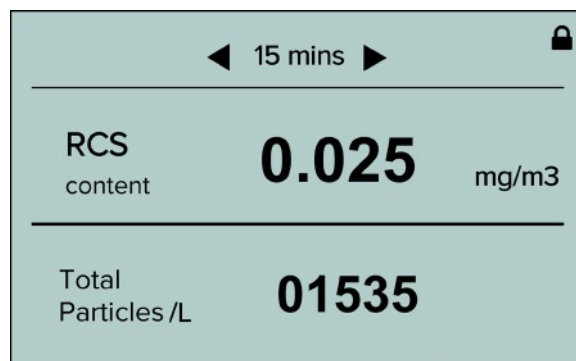 15 mins
RCS 0.025 mg/m3
content
Total 01535
Particles /L